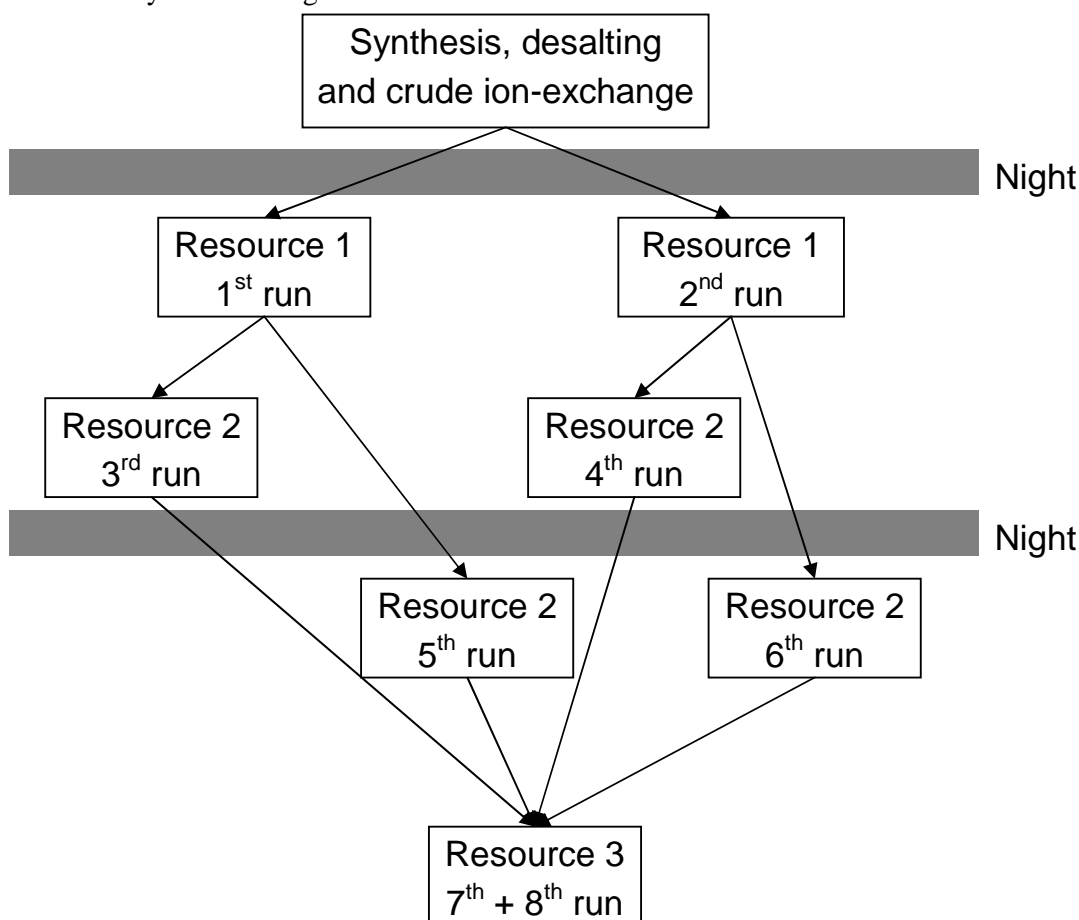 Synthesis, desalting
and crude ion-exchange
Night
Resource 1
1st run
Resource 1
2nd run
Resource 2
3rd run
Resource 2
4th run
Night
Resource 2
5th run
Resource 2
6th run
Resource 3
7th + 8th run